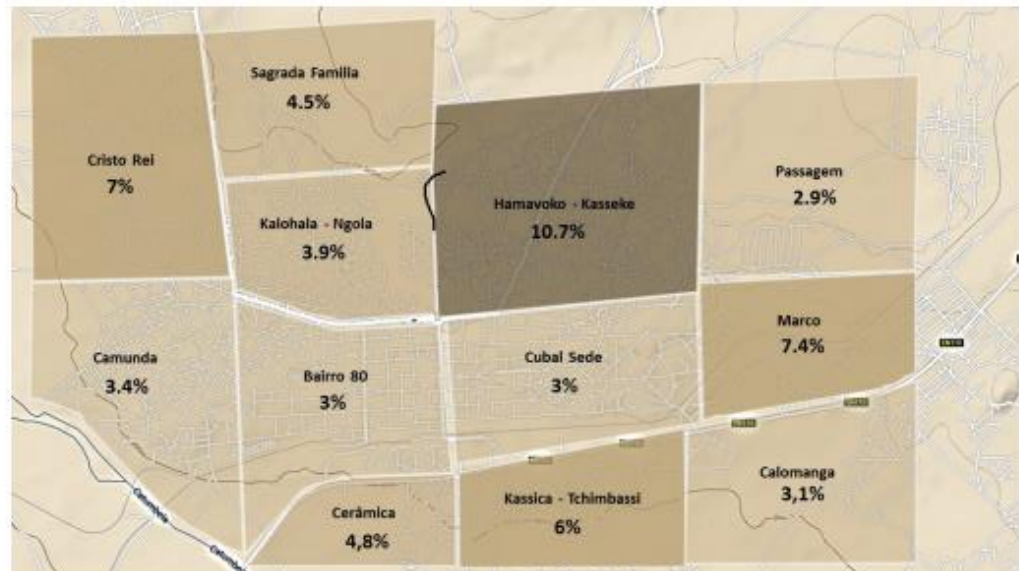 Sagrada Familia
4.5%
Cristo Rei
7%
Kalohala - Ngola
3.9%
Hamavoko - Kasseke
10.7%
Passagem
2.9%
Camunda
3.4%
Bairro 80
3%
Cubal Sede
3%
Marco
7.4%
Cerâmica
4,8%
Kassica - Tchimbassi
6%
Calomanga
3,1%
Catumbela